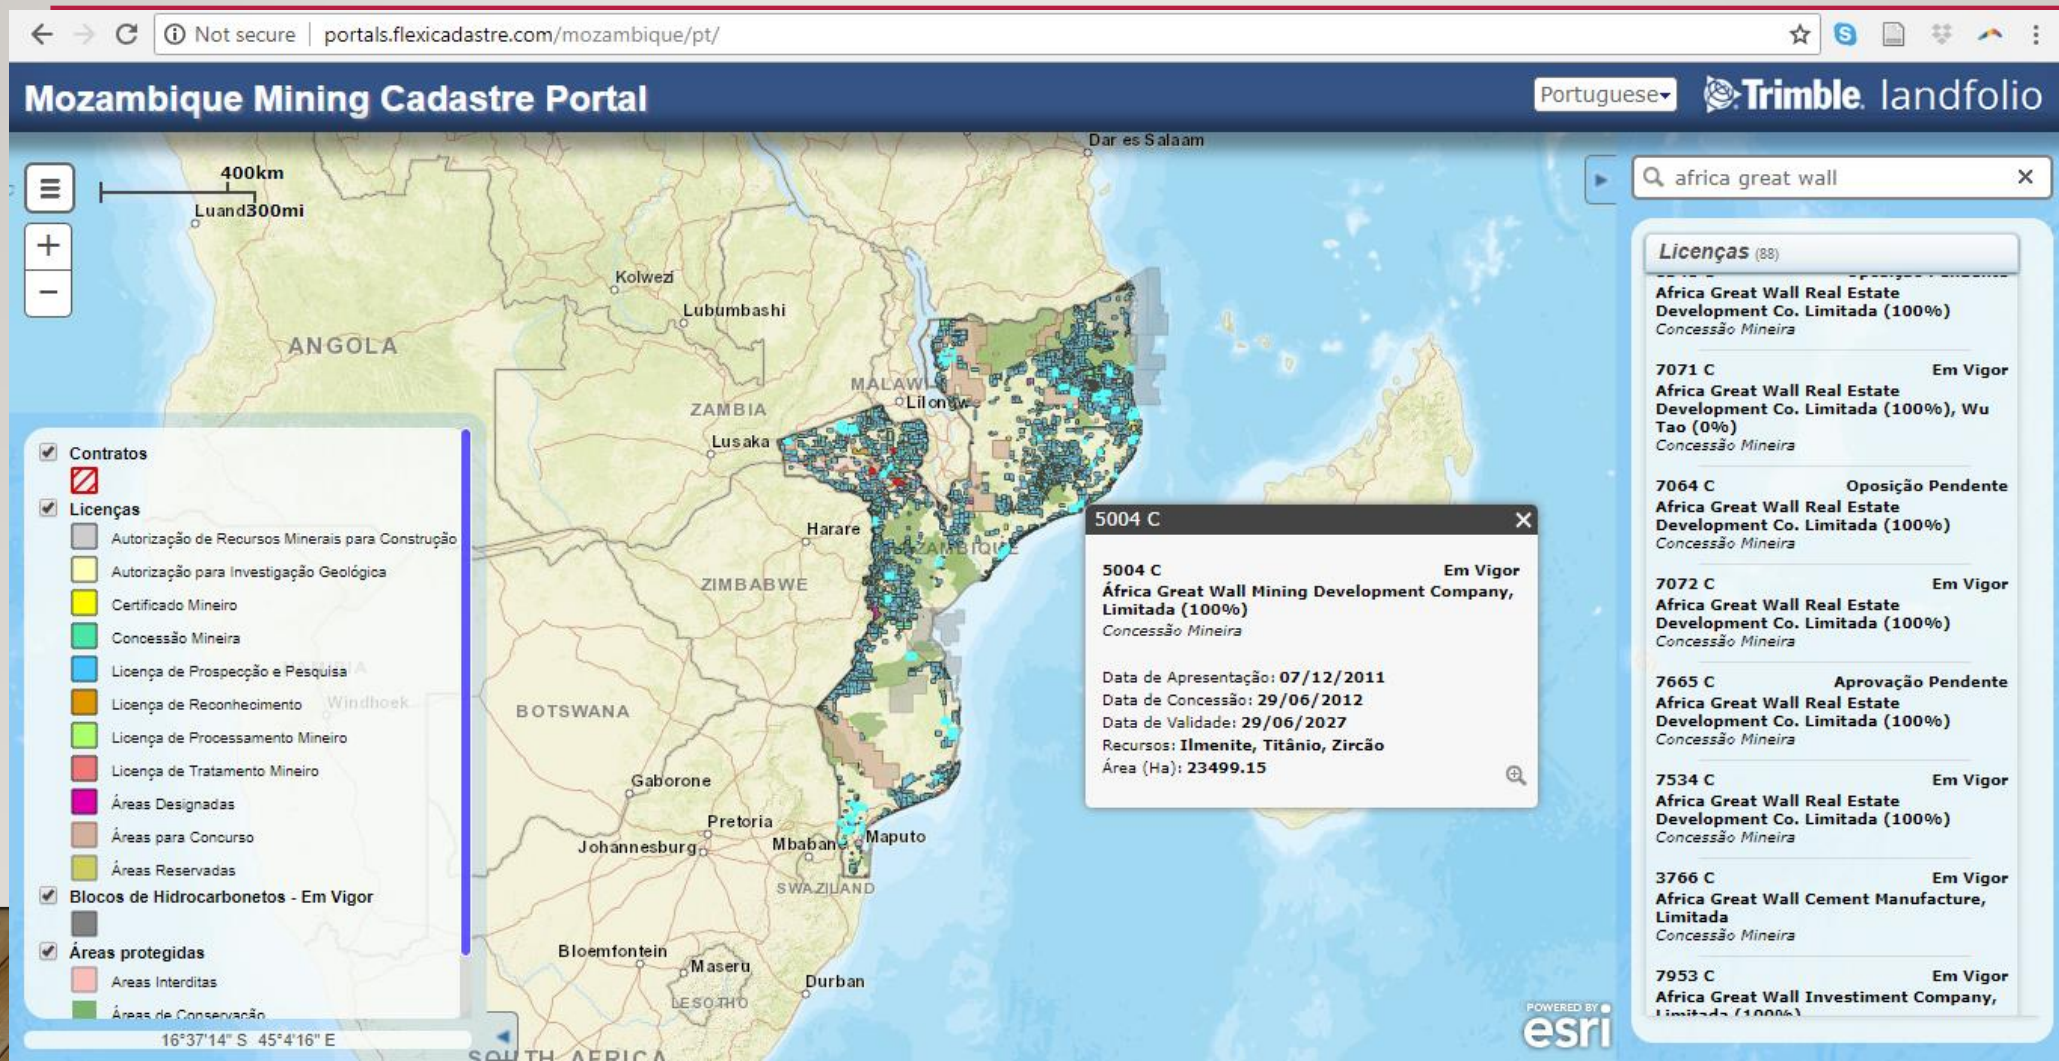 Not secure | portals.flexicadastre.com/mozambique/pt/
Mozambique Mining Cadastre Portal
Portuguese
Trimble. landfolio
400km
300mi
Dar es Salaam
Kolwezi
Lubumbashi
ANGOLA
MALAWI
ZAMBIA
Lusaka
Harare
ZIMBABWE
Windhoek
BOTSWANA
Gaborone
Pretoria
Johannesburg
Mbabane
Maputo
SWAZILAND
Bloemfontein
Maseru
Durban
LESOTHO
SOUTH AFRICA
Contratos
Licenças
Autorização de Recursos Minerais para Construção
Autorização para Investigação Geológica
Certificado Mineiro
Concessão Mineira
Licença de Prospecção e Pesquisa
Licença de Reconhecimento
Licença de Processamento Mineiro
Licença de Tratamento Mineiro
Áreas Designadas
Áreas para Concurso
Áreas Reservadas
Blocos de Hidrocarbonetos - Em Vigor
Áreas protegidas
Areas Interditas
Áreas de Conservação
16°37'14" S 45°4'16" E
5004 C
5004 C Em Vigor
África Great Wall Mining Development Company,
Limitada (100%)
Concessão Mineira
Data de Apresentação: 07/12/2011
Data de Concessão: 29/06/2012
Data de Validade: 29/06/2027
Recursos: Ilmenite, Titânio, Zircão
Área (Ha): 23499.15
POWERED BY
esri
africa great wall
Licenças (88)
Africa Great Wall Real Estate
Development Co. Limitada (100%)
Concessão Mineira
7071 C Em Vigor
Africa Great Wall Real Estate
Development Co. Limitada (100%), Wu
Tao (0%)
Concessão Mineira
7064 C Oposição Pendente
Africa Great Wall Real Estate
Development Co. Limitada (100%)
Concessão Mineira
7072 C Em Vigor
Africa Great Wall Real Estate
Development Co. Limitada (100%)
Concessão Mineira
7665 C Aprovação Pendente
Africa Great Wall Real Estate
Development Co. Limitada (100%)
Concessão Mineira
7534 C Em Vigor
Africa Great Wall Real Estate
Development Co. Limitada (100%)
Concessão Mineira
3766 C Em Vigor
Africa Great Wall Cement Manufacture,
Limitada
Concessão Mineira
7953 C Em Vigor
Africa Great Wall Investiment Company,
Limitada (100%)